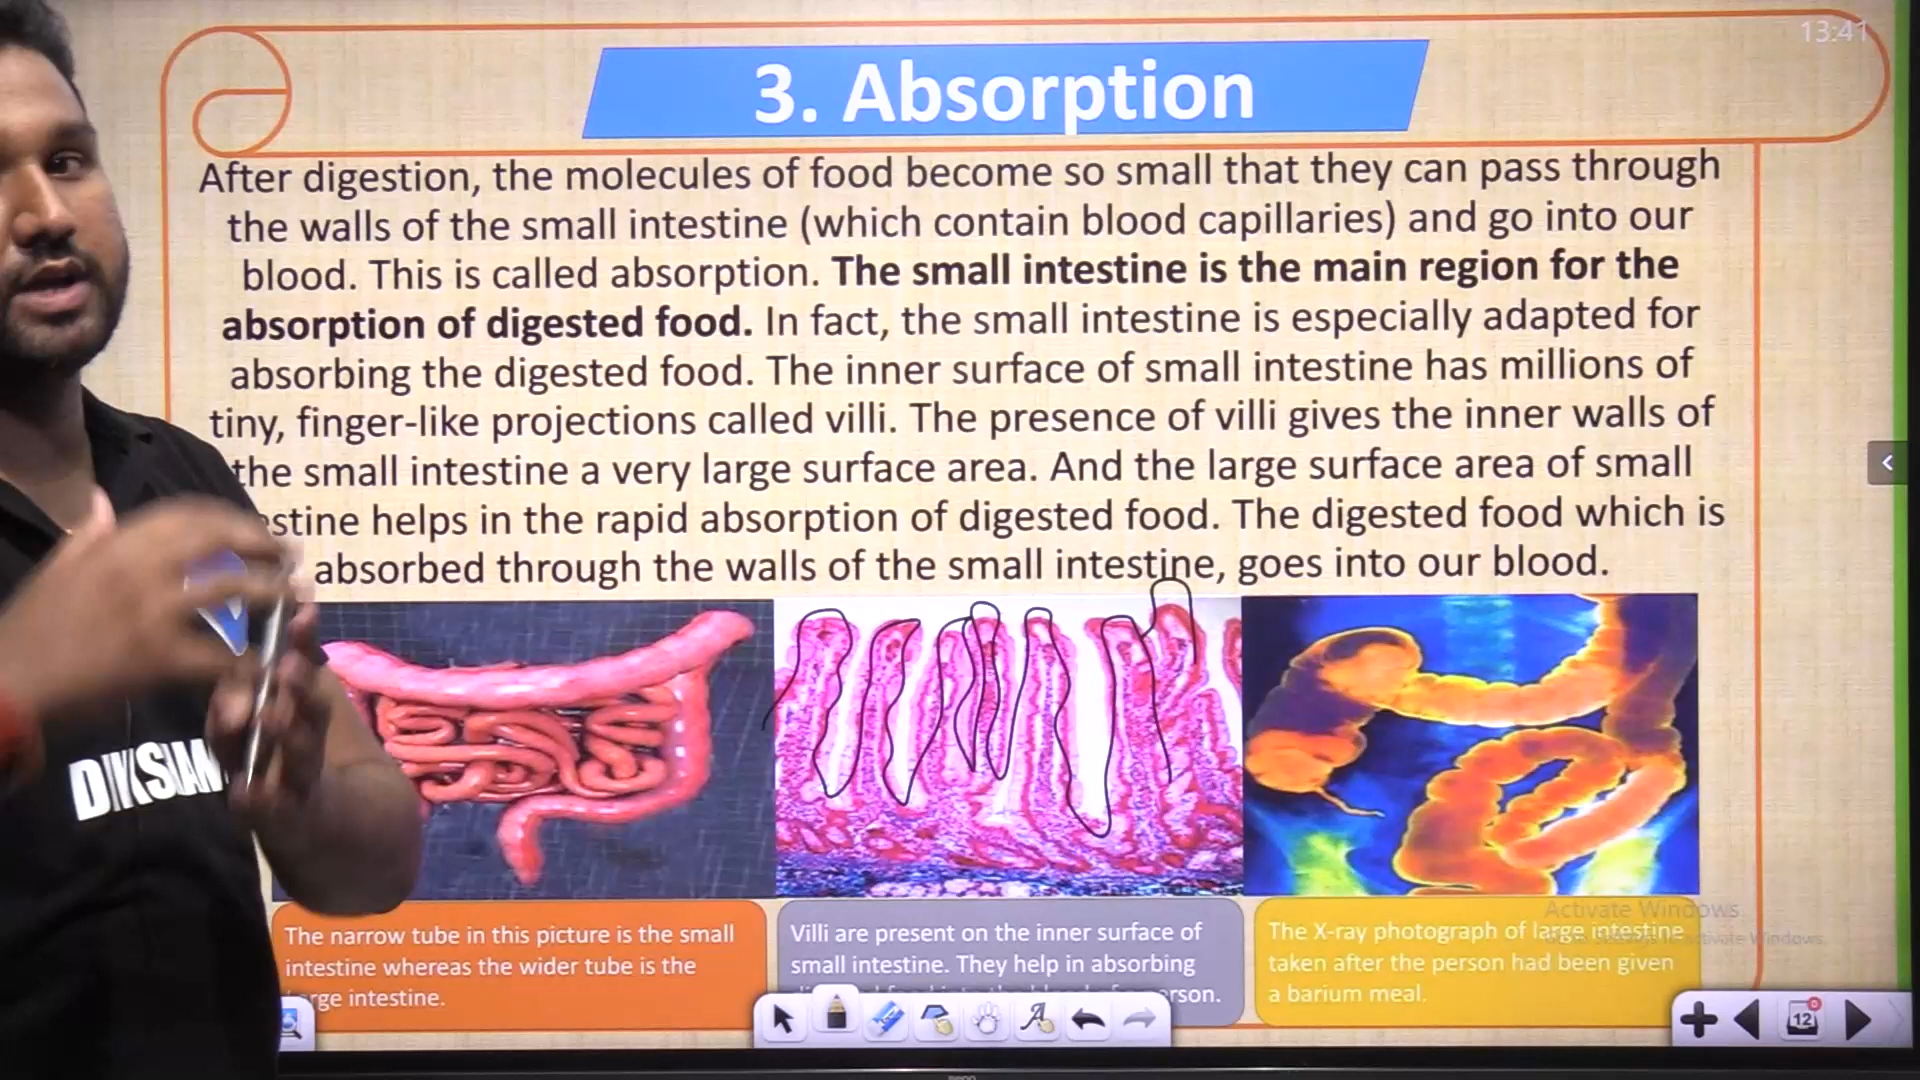 13:41
3. Absorption
After digestion, the molecules of food become so small that they can pass through
the walls of the small intestine (which contain blood capillaries) and go into our
blood. This is called absorption. The small intestine is the main region for the
absorption of digested food. In fact, the small intestine is especially adapted for
absorbing the digested food. The inner surface of small intestine has millions of
tiny, finger-like projections called villi. The presence of villi gives the inner walls of
the small intestine a very large surface area. And the large surface area of small
estine helps in the rapid absorption of digested food. The digested food which is
absorbed through the walls of the small intestine, goes into our blood.
DIKSIAN
The narrow tube in this picture is the small
intestine whereas the wider tube is the
rge intestine.
Villi are present on the inner surface of
small intestine. They help in absorbing
rson.
The X-ray photograph of large intestine
taken after the person had been given
a barium meal.
Activate Windows
12